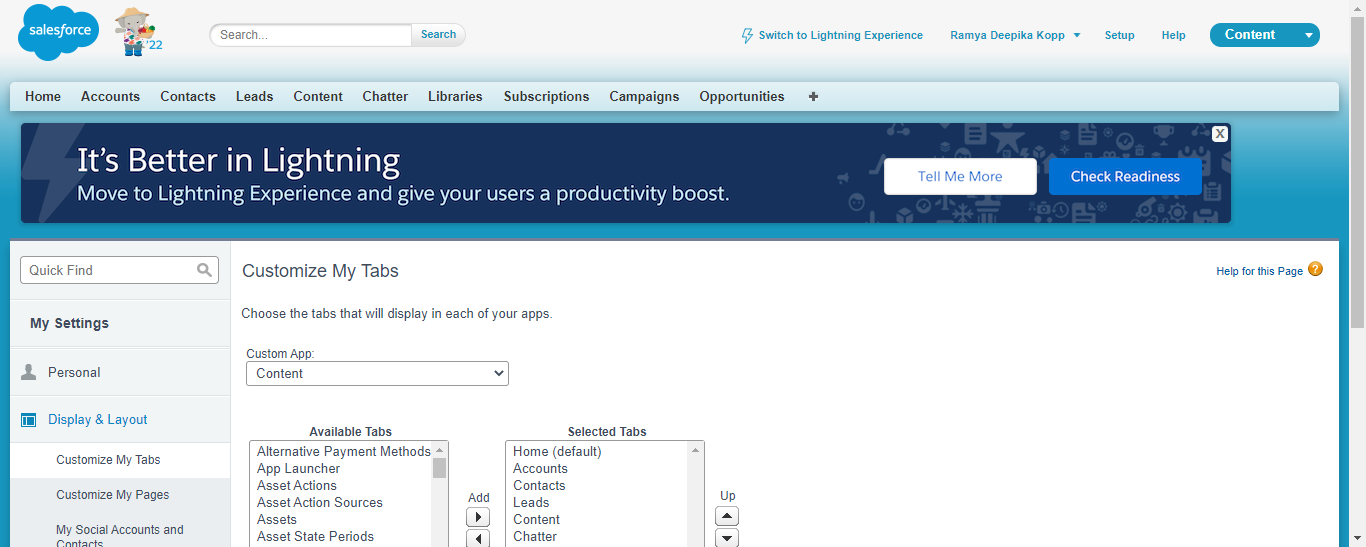 salesforce
'22
Search...
Search
Switch to Lightning Experience
Ramya Deepika Kopp
Setup
Help
Content
Home Accounts Contacts Leads Content Chatter Libraries Subscriptions Campaigns Opportunities +
It's Better in Lightning
Move to Lightning Experience and give your users a productivity boost.
Tell Me More
Check Readiness
X
Quick Find
My Settings
Personal
Display & Layout
Customize My Tabs
Customize My Pages
My Social Accounts and
Contacts
Customize My Tabs
Help for this Page ?
Choose the tabs that will display in each of your apps.
Custom App:
Content
Available Tabs
Alternative Payment Methods
App Launcher
Asset Actions
Asset Action Sources
Assets
Asset State Periods
Add
Selected Tabs
Home (default)
Accounts
Contacts
Leads
Content
Chatter
Up